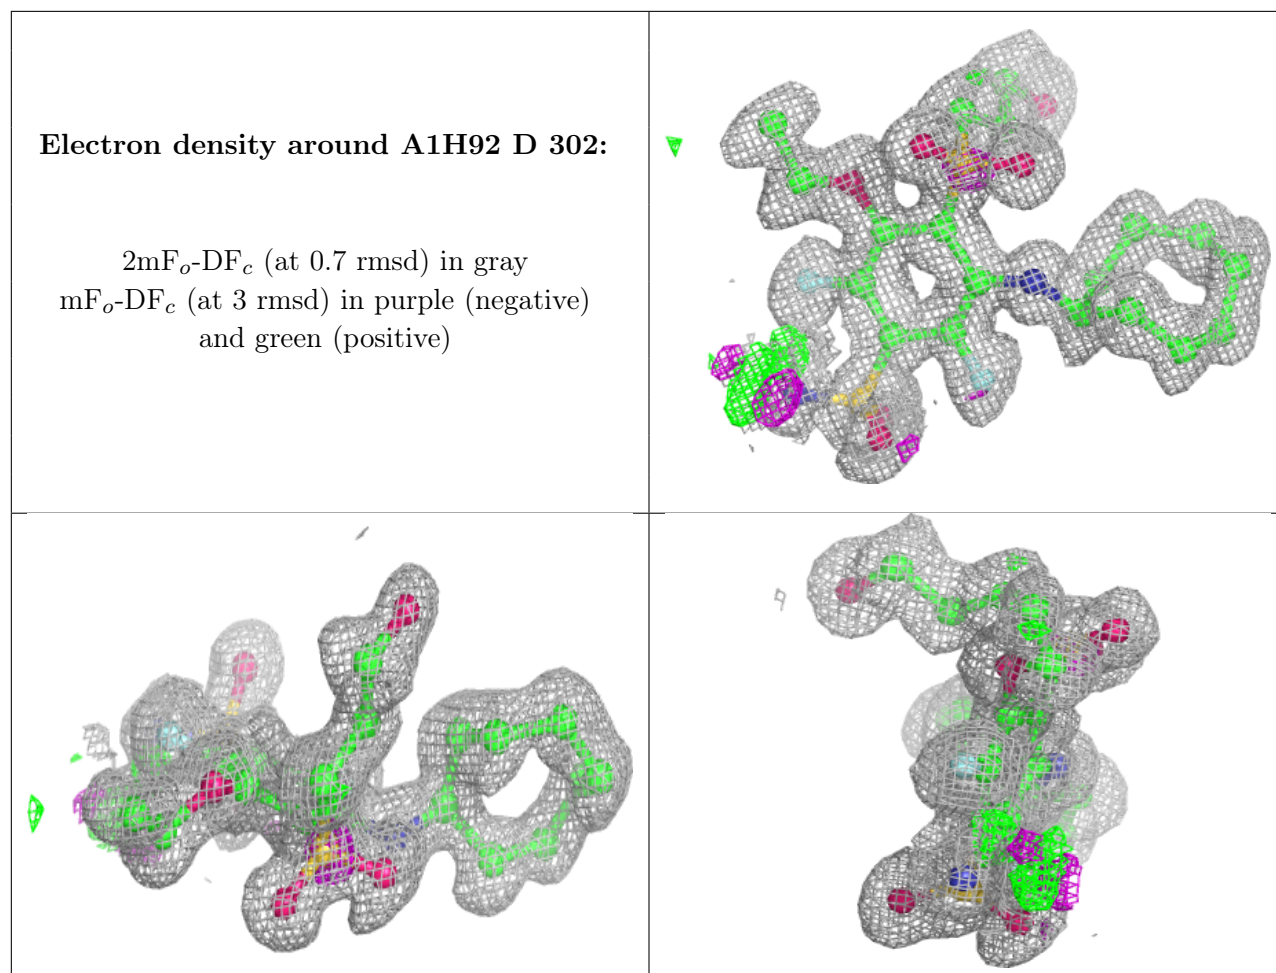 Electron density around A1H92 D 302:
2mFₒ-DF𝒸 (at 0.7 rmsd) in gray
mFₒ-DF𝒸 (at 3 rmsd) in purple (negative)
and green (positive)